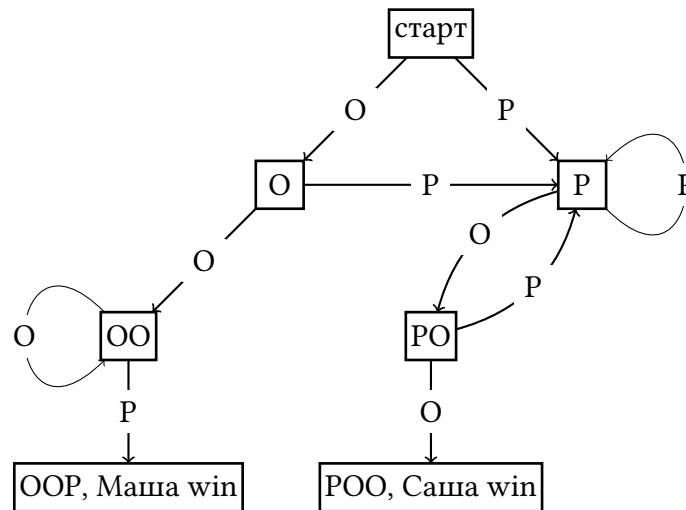 старт
О
Р
О
Р
Р
Р
О
О
Р
О
ОО
РО
Р
О
ООР, Маша win
РОО, Саша win